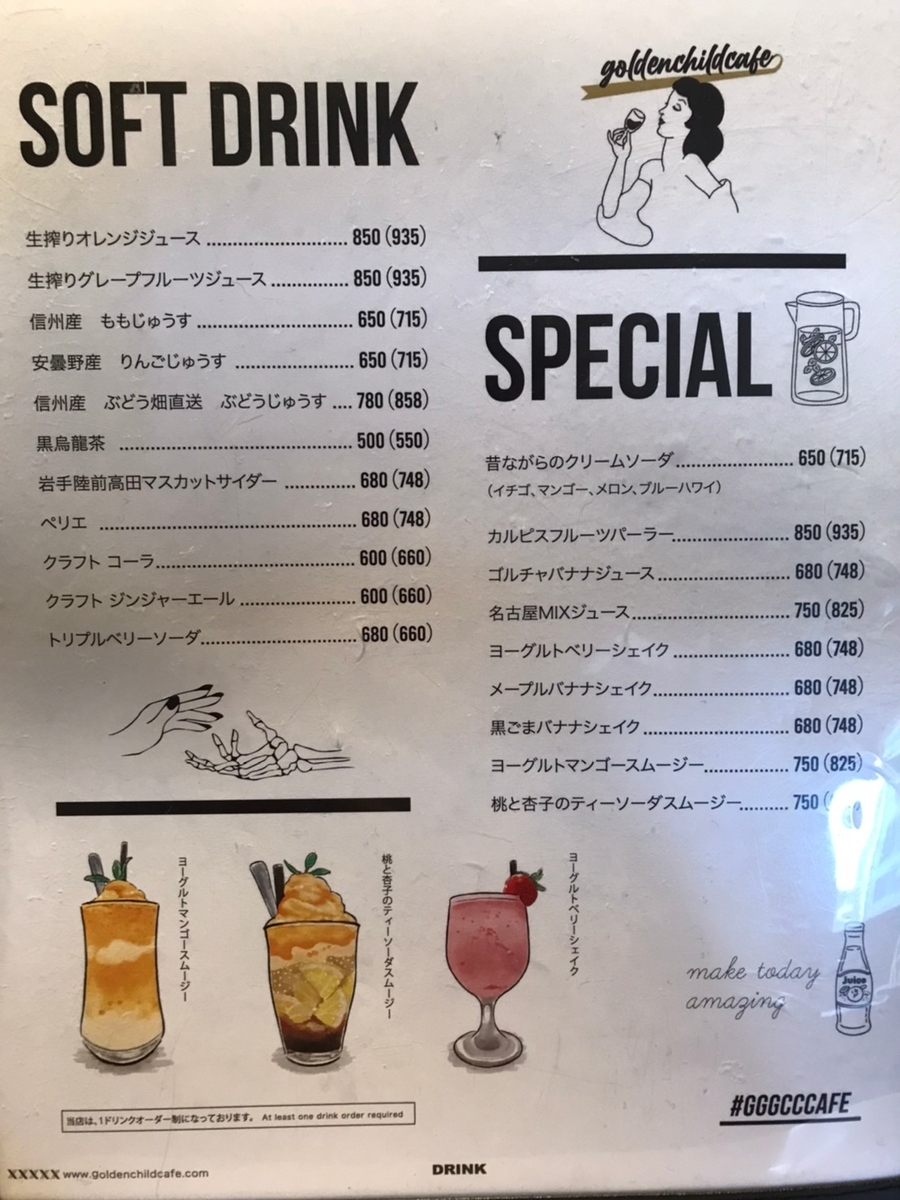 goldenchildcafe
SOFT DRINK
生搾りオレンジジュース ........................... 850 (935)
生搾りグレープフルーツジュース ............... 850 (935)
信州産　ももじゅうす .............................. 650 (715)
安曇野産　りんごじゅうす ....................... 650 (715)
信州産　ぶどう畑直送　ぶどうじゅうす .... 780 (858)
黒烏龍茶 ............................................ 500 (550)
岩手陸前高田マスカットサイダー ............. 680 (748)
ペリエ ................................................ 680 (748)
クラフト コーラ...................................... 600 (660)
クラフト ジンジャーエール ....................... 600 (660)
トリプルベリーソーダ............................. 680 (660)
SPECIAL
昔ながらのクリームソーダ...................... 650 (715)
(イチゴ、マンゴー、メロン、ブルーハワイ)
カルピスフルーツパーラー...................... 850 (935)
ゴルチャバナナジュース ......................... 680 (748)
名古屋MIXジュース............................... 750 (825)
ヨーグルトベリーシェイク ...................... 680 (748)
メープルバナナシェイク......................... 680 (748)
黒ごまバナナシェイク ........................... 680 (748)
ヨーグルトマンゴースムージー................ 750 (825)
桃と杏子のティーソーダスムージー.......... 750 (
ヨーグルトマンゴースムージー
桃と杏子のティーソーダスムージー
ヨーグルトベリーシェイク
make today
amazing
Juice
#GGGCCCAFE
当店は、1ドリンクオーダー制になっております。 At least one drink order required
XXXXX www.goldenchildcafe.com
DRINK